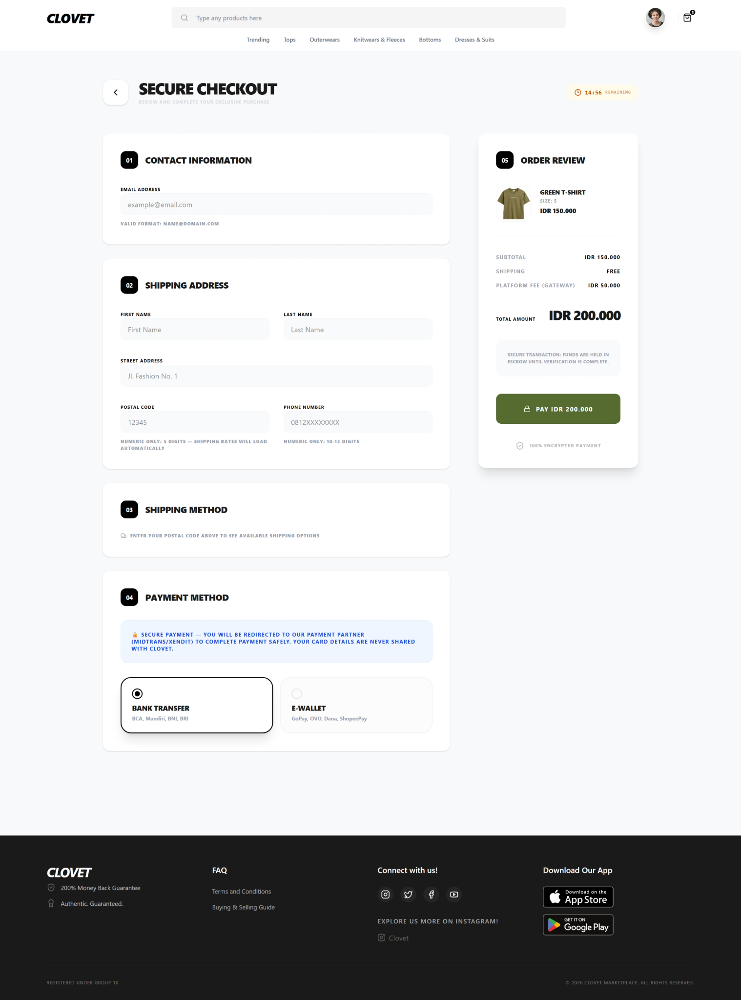 CLOVET
Type any products here
1
Trending Tops Outerwears Knitwears & Fleeces Bottoms Dresses & Suits
SECURE CHECKOUT
REVIEW AND COMPLETE YOUR EXCLUSIVE PURCHASE
14:56 REMAINING
01 CONTACT INFORMATION
EMAIL ADDRESS
example@email.com
VALID FORMAT: NAME@DOMAIN.COM
02 SHIPPING ADDRESS
FIRST NAME
First Name
LAST NAME
Last Name
STREET ADDRESS
Jl. Fashion No. 1
POSTAL CODE
12345
NUMERIC ONLY; 5 DIGITS — SHIPPING RATES WILL LOAD
AUTOMATICALLY
PHONE NUMBER
0812XXXXXXXX
NUMERIC ONLY; 10-13 DIGITS
03 SHIPPING METHOD
ENTER YOUR POSTAL CODE ABOVE TO SEE AVAILABLE SHIPPING OPTIONS
04 PAYMENT METHOD
🔒 SECURE PAYMENT — YOU WILL BE REDIRECTED TO OUR PAYMENT PARTNER
(MIDTRANS/XENDIT) TO COMPLETE PAYMENT SAFELY. YOUR CARD DETAILS ARE NEVER SHARED
WITH CLOVET.
BANK TRANSFER
BCA, Mandiri, BNI, BRI
E-WALLET
GoPay, OVO, Dana, ShopeePay
05 ORDER REVIEW
GREEN T-SHIRT
SIZE: S
IDR 150.000
SUBTOTAL IDR 150.000
SHIPPING FREE
PLATFORM FEE (GATEWAY) IDR 50.000
TOTAL AMOUNT IDR 200.000
SECURE TRANSACTION: FUNDS ARE HELD IN
ESCROW UNTIL VERIFICATION IS COMPLETE.
PAY IDR 200.000
100% ENCRYPTED PAYMENT
CLOVET
200% Money Back Guarantee
Authentic. Guaranteed.
FAQ
Terms and Conditions
Buying & Selling Guide
Connect with us!
EXPLORE US MORE ON INSTAGRAM!
Clovet
Download Our App
Download on the
App Store
GET IT ON
Google Play
REGISTERED UNDER GROUP 10
© 2026 CLOVET MARKETPLACE. ALL RIGHTS RESERVED.